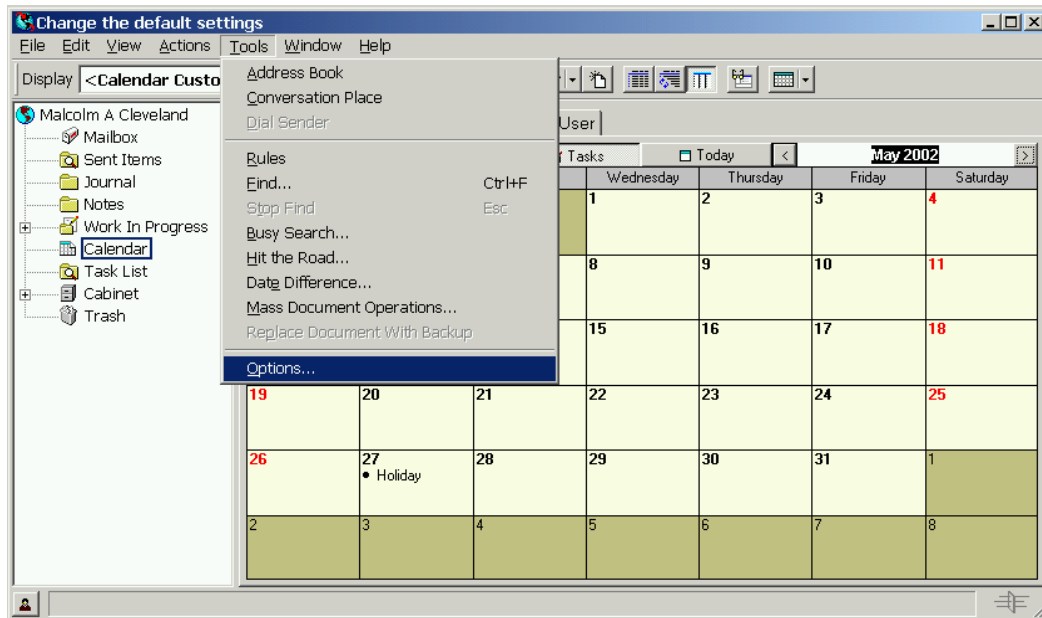 Change the default settings
File Edit View Actions Tools Window Help
Display <Calendar Custo
Address Book
Conversation Place
Dial Sender
Rules
Find... Ctrl+F
Stop Find Esc
Busy Search...
Hit the Road...
Date Difference...
Mass Document Operations...
Replace Document With Backup
Options...
Malcolm A Cleveland
Mailbox
Sent Items
Journal
Notes
Work In Progress
Calendar
Task List
Cabinet
Trash
User
Tasks Today < May 2002 >
Wednesday Thursday Friday Saturday
1 2 3 4
8 9 10 11
15 16 17 18
19 20 21 22 23 24 25
26 27 28 29 30 31 1
Holiday
2 3 4 5 6 7 8